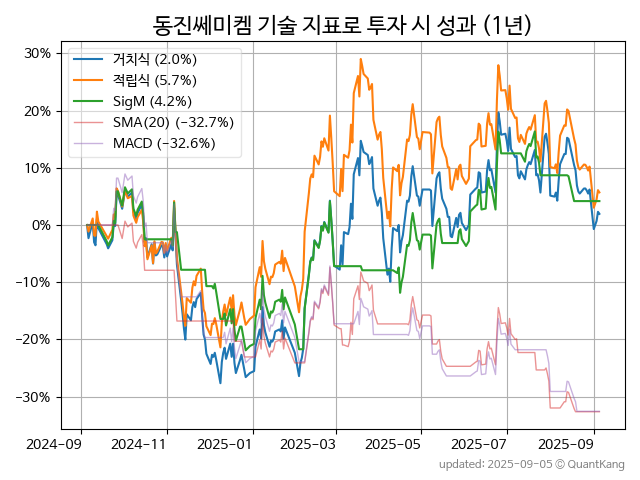 동진쎄미켐 기술 지표로 투자 시 성과 (1년)
거치식 (2.0%)
적립식 (5.7%)
SigM (4.2%)
SMA(20) (−32.7%)
MACD (−32.6%)
30%
20%
10%
0%
−10%
−20%
−30%
2024-09 2024-11 2025-01 2025-03 2025-05 2025-07 2025-09
updated: 2025-09-05 © QuantKang